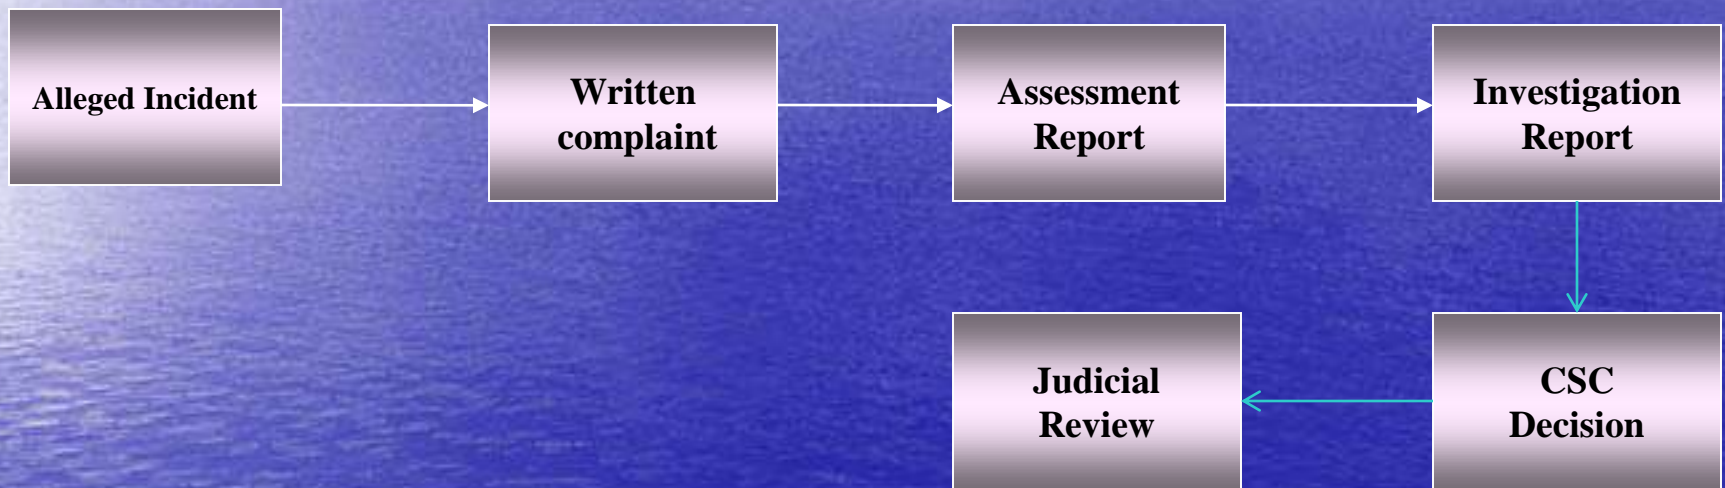 Alleged Incident
Written
complaint
Assessment
Report
Investigation
Report
Judicial
Review
CSC
Decision